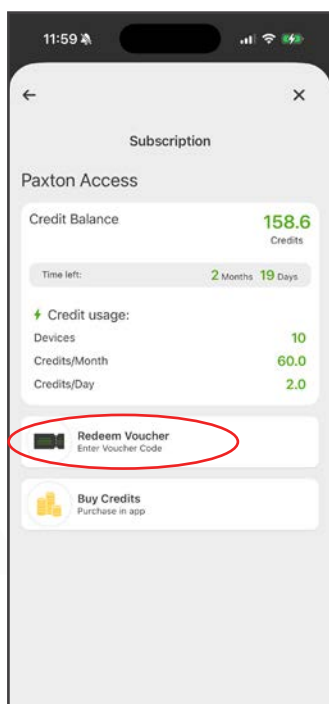 11:59
Subscription
Paxton Access
Credit Balance
158.6
Credits
Time left:
2 Months 19 Days
Credit usage:
Devices
10
Credits/Month
60.0
Credits/Day
2.0
Redeem Voucher
Enter Voucher Code
Buy Credits
Purchase in app